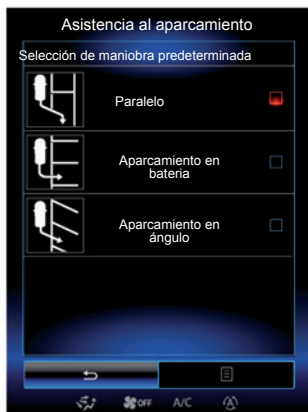 Asistencia al aparcamiento
Selección de maniobra predeterminada
Paralelo
Aparcamiento en
bateria
Aparcamiento en
ángulo
OFF A/C A